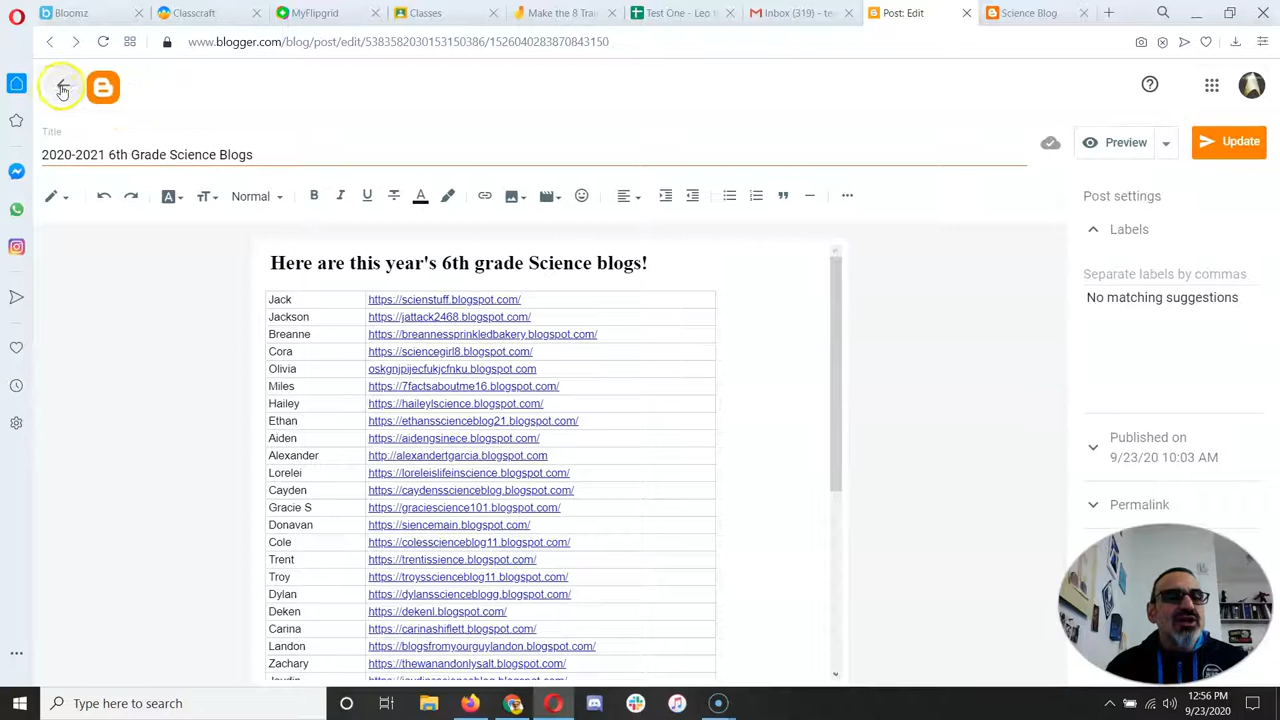 Bloomz
Classcraft
MyFlipgrid
Classes
Make the 8 Tran
Test One - Leo t
M Inbox (319) - te
Post: Edit
Science Blog
www.blogger.com/blog/post/edit/5383582030153150386/1526040283870843150
Title
2020-2021 6th Grade Science Blogs
Preview
Update
Normal
B I U A
Post settings
Labels
Separate labels by commas
No matching suggestions
Published on
9/23/20 10:03 AM
Permalink
Here are this year's 6th grade Science blogs!
Jack https://scienstuff.blogspot.com/
Jackson https://jattack2468.blogspot.com/
Breanne https://breannessprinkledbakery.blogspot.com/
Cora https://sciencegirl8.blogspot.com/
Olivia oskgnjpijecfukjcfnku.blogspot.com
Miles https://7factsaboutme16.blogspot.com/
Hailey https://haileylscience.blogspot.com/
Ethan https://ethansscienceblog21.blogspot.com/
Aiden https://aidengsinece.blogspot.com/
Alexander http://alexandertgarcia.blogspot.com
Lorelei https://loreleislifeinscience.blogspot.com/
Cayden https://caydensscienceblog.blogspot.com/
Gracie S https://graciescience101.blogspot.com/
Donavan https://siencemain.blogspot.com/
Cole https://colesscienceblog11.blogspot.com/
Trent https://trentissience.blogspot.com/
Troy https://troysscienceblog11.blogspot.com/
Dylan https://dylansscienceblogg.blogspot.com/
Deken https://dekenl.blogspot.com/
Carina https://carinashiflett.blogspot.com/
Landon https://blogsfromyourguylandon.blogspot.com/
Zachary https://thewanandonlysalt.blogspot.com/
Type here to search
12:56 PM
9/23/2020